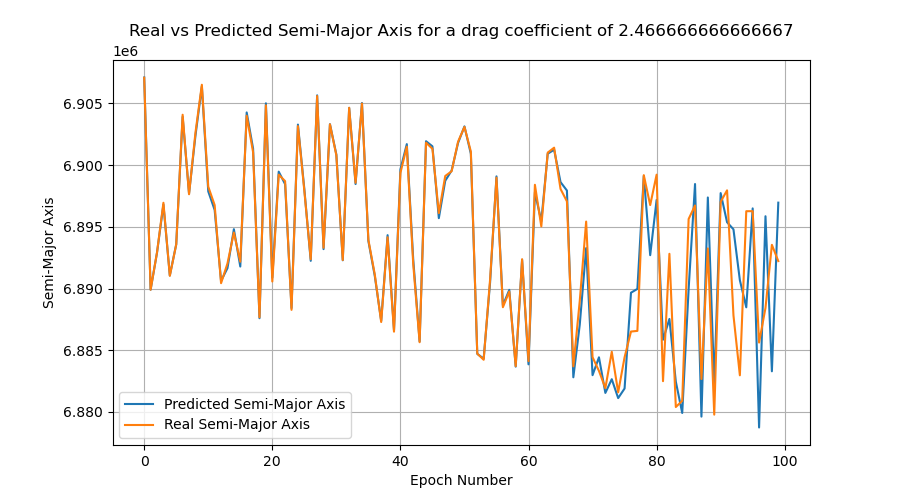 Real vs Predicted Semi-Major Axis for a drag coefficient of 2.466666666666667
1e6
6.905
6.900
6.895
6.890
6.885
6.880
Semi-Major Axis
Predicted Semi-Major Axis
Real Semi-Major Axis
0 20 40 60 80 100
Epoch Number